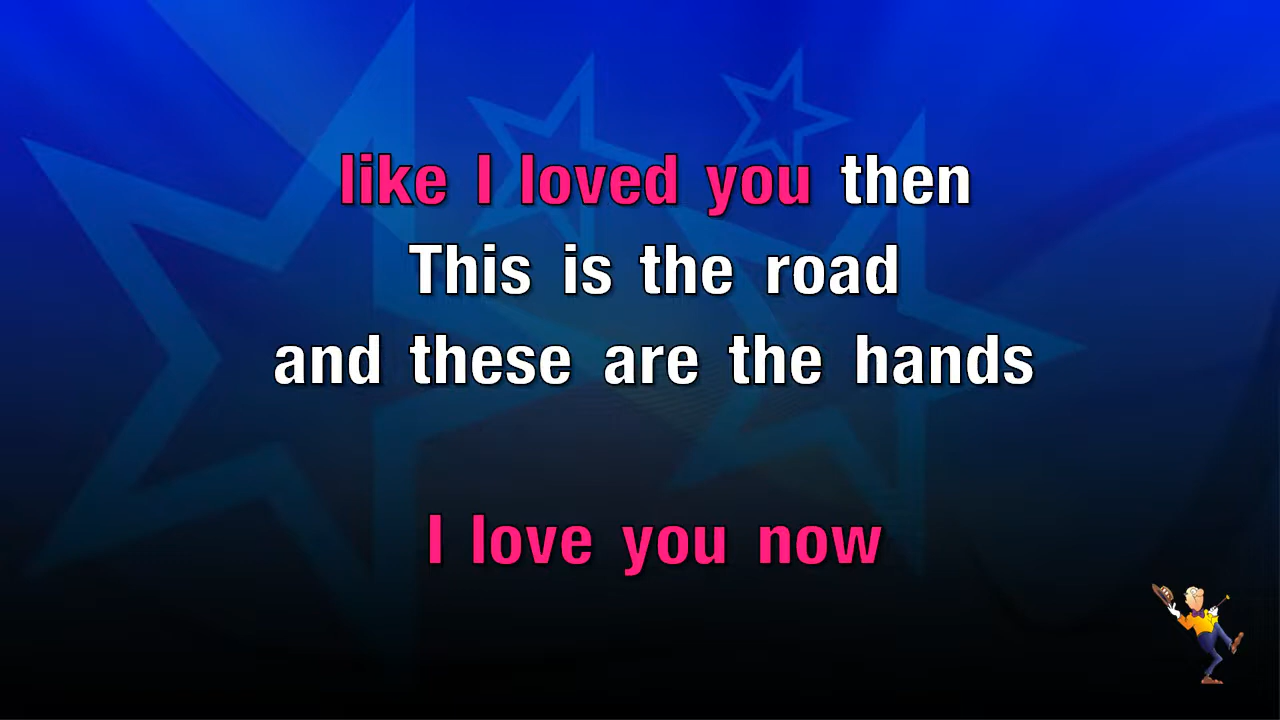 like I loved you then
This is the road
and these are the hands
I love you now